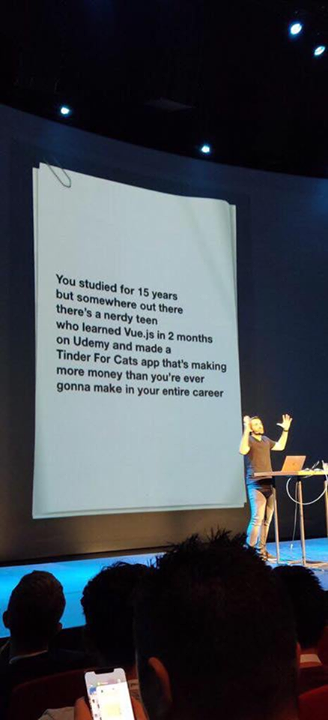 You studied for 15 years
but somewhere out there
there's a nerdy teen
who learned Vue.js in 2 months
on Udemy and made a
Tinder For Cats app that's making
more money than you're ever
gonna make in your entire career